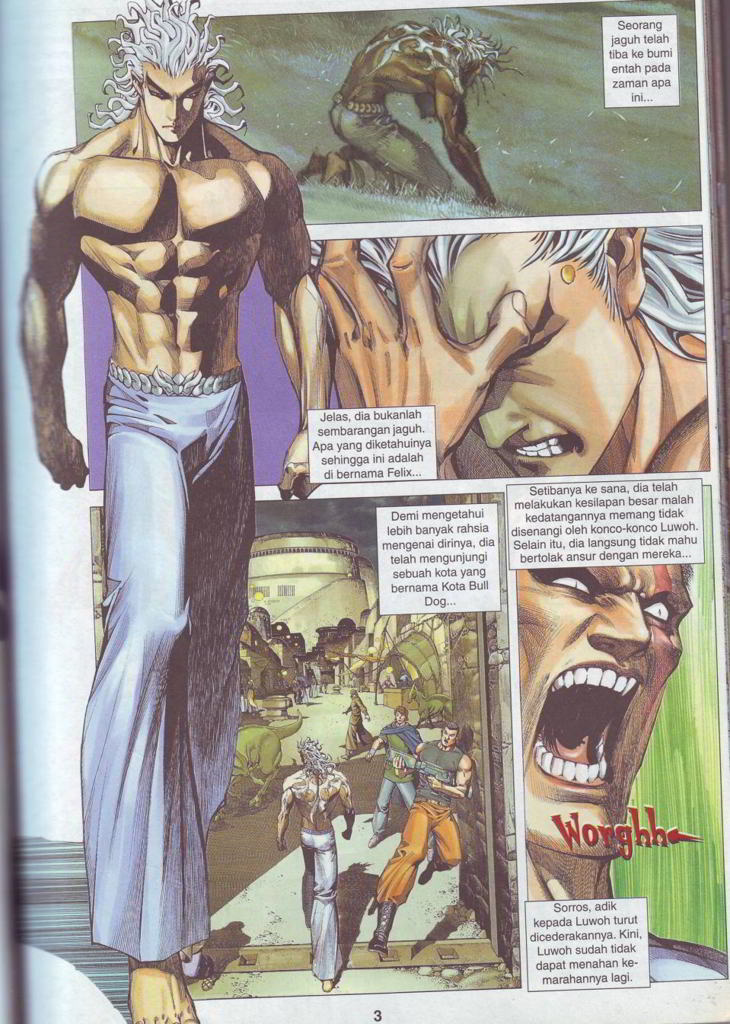 Seorang
jaguh telah
tiba ke bumi
entah pada
zaman apa
ini...
Jelas, dia bukanlah
sembarangan jaguh.
Apa yang diketahuinya
sehingga ini adalah
di bernama Felix...
Demi mengetahui
lebih banyak rahsia
mengenai dirinya, dia
telah mengunjungi
sebuah kota yang
bernama Kota Bull
Dog...
Setibanya ke sana, dia telah
melakukan kesilapan besar malah
kedatangannya memang tidak
disenangi oleh konco-konco Luwoh.
Selain itu, dia langsung tidak mahu
bertolak ansur dengan mereka...
Worghh
Sorros, adik
kepada Luwoh turut
dicederakannya. Kini,
Luwoh sudah tidak
dapat menahan ke-
marahannya lagi.
3